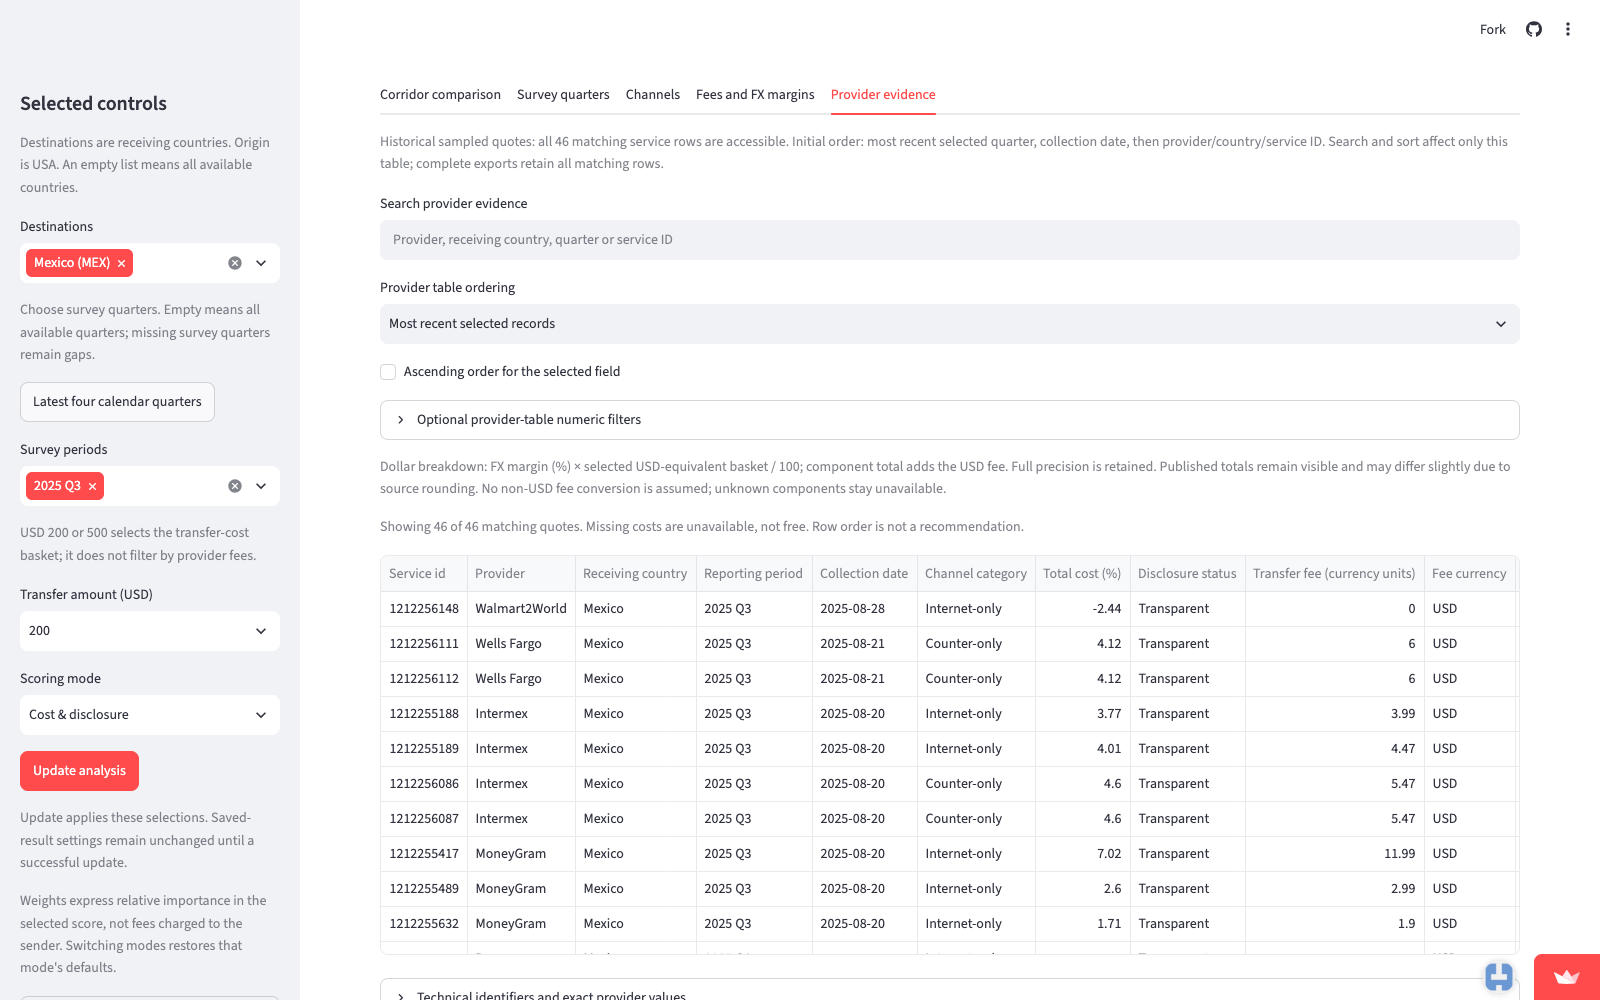 Fork
Selected controls
Destinations are receiving countries. Origin
is USA. An empty list means all available
countries.
Destinations
Mexico (MEX)
Choose survey quarters. Empty means all
available quarters; missing survey quarters
remain gaps.
Latest four calendar quarters
Survey periods
2025 Q3
USD 200 or 500 selects the transfer-cost
basket; it does not filter by provider fees.
Transfer amount (USD)
200
Scoring mode
Cost & disclosure
Update analysis
Update applies these selections. Saved-
result settings remain unchanged until a
successful update.
Weights express relative importance in the
selected score, not fees charged to the
sender. Switching modes restores that
mode's defaults.
Corridor comparison Survey quarters Channels Fees and FX margins Provider evidence
Historical sampled quotes: all 46 matching service rows are accessible. Initial order: most recent selected quarter, collection date, then provider/country/service ID. Search and sort affect only this
table; complete exports retain all matching rows.
Search provider evidence
Provider, receiving country, quarter or service ID
Provider table ordering
Most recent selected records
Ascending order for the selected field
Optional provider-table numeric filters
Dollar breakdown: FX margin (%) × selected USD-equivalent basket / 100; component total adds the USD fee. Full precision is retained. Published totals remain visible and may differ slightly due to
source rounding. No non-USD fee conversion is assumed; unknown components stay unavailable.
Showing 46 of 46 matching quotes. Missing costs are unavailable, not free. Row order is not a recommendation.
Service id Provider Receiving country Reporting period Collection date Channel category Total cost (%) Disclosure status Transfer fee (currency units) Fee currency
1212256148 Walmart2World Mexico 2025 Q3 2025-08-28 Internet-only -2.44 Transparent 0 USD
1212256111 Wells Fargo Mexico 2025 Q3 2025-08-21 Counter-only 4.12 Transparent 6 USD
1212256112 Wells Fargo Mexico 2025 Q3 2025-08-21 Counter-only 4.12 Transparent 6 USD
1212255188 Intermex Mexico 2025 Q3 2025-08-20 Internet-only 3.77 Transparent 3.99 USD
1212255189 Intermex Mexico 2025 Q3 2025-08-20 Internet-only 4.01 Transparent 4.47 USD
1212256086 Intermex Mexico 2025 Q3 2025-08-20 Counter-only 4.6 Transparent 5.47 USD
1212256087 Intermex Mexico 2025 Q3 2025-08-20 Counter-only 4.6 Transparent 5.47 USD
1212255417 MoneyGram Mexico 2025 Q3 2025-08-20 Internet-only 7.02 Transparent 11.99 USD
1212255489 MoneyGram Mexico 2025 Q3 2025-08-20 Internet-only 2.6 Transparent 2.99 USD
1212255632 MoneyGram Mexico 2025 Q3 2025-08-20 Internet-only 1.71 Transparent 1.9 USD
Technical identifiers and exact provider values